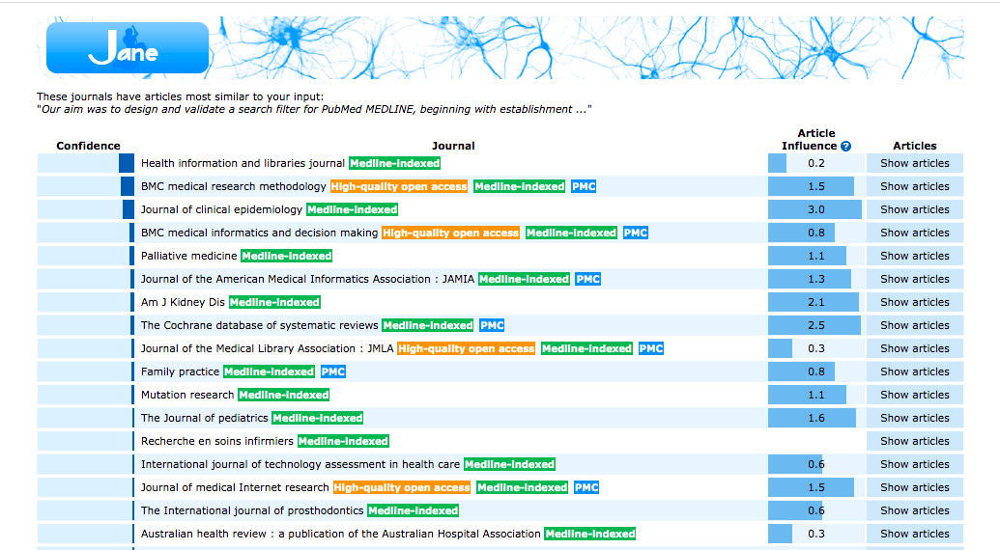 Jane
These journals have articles most similar to your input:
"Our aim was to design and validate a search filter for PubMed MEDLINE, beginning with establishment ..."
Confidence Journal Article Influence ? Articles
Health information and libraries journal Medline-indexed 0.2 Show articles
BMC medical research methodology High-quality open access Medline-indexed PMC 1.5 Show articles
Journal of clinical epidemiology Medline-indexed 3.0 Show articles
BMC medical informatics and decision making High-quality open access Medline-indexed PMC 0.8 Show articles
Palliative medicine Medline-indexed 1.1 Show articles
Journal of the American Medical Informatics Association : JAMIA Medline-indexed PMC 1.3 Show articles
Am J Kidney Dis Medline-indexed 2.1 Show articles
The Cochrane database of systematic reviews Medline-indexed PMC 2.5 Show articles
Journal of the Medical Library Association : JMLA High-quality open access Medline-indexed PMC 0.3 Show articles
Family practice Medline-indexed PMC 0.8 Show articles
Mutation research Medline-indexed 1.1 Show articles
The Journal of pediatrics Medline-indexed 1.6 Show articles
Recherche en soins infirmiers Medline-indexed Show articles
International journal of technology assessment in health care Medline-indexed 0.6 Show articles
Journal of medical Internet research High-quality open access Medline-indexed PMC 1.5 Show articles
The International journal of prosthodontics Medline-indexed 0.6 Show articles
Australian health review : a publication of the Australian Hospital Association Medline-indexed 0.3 Show articles